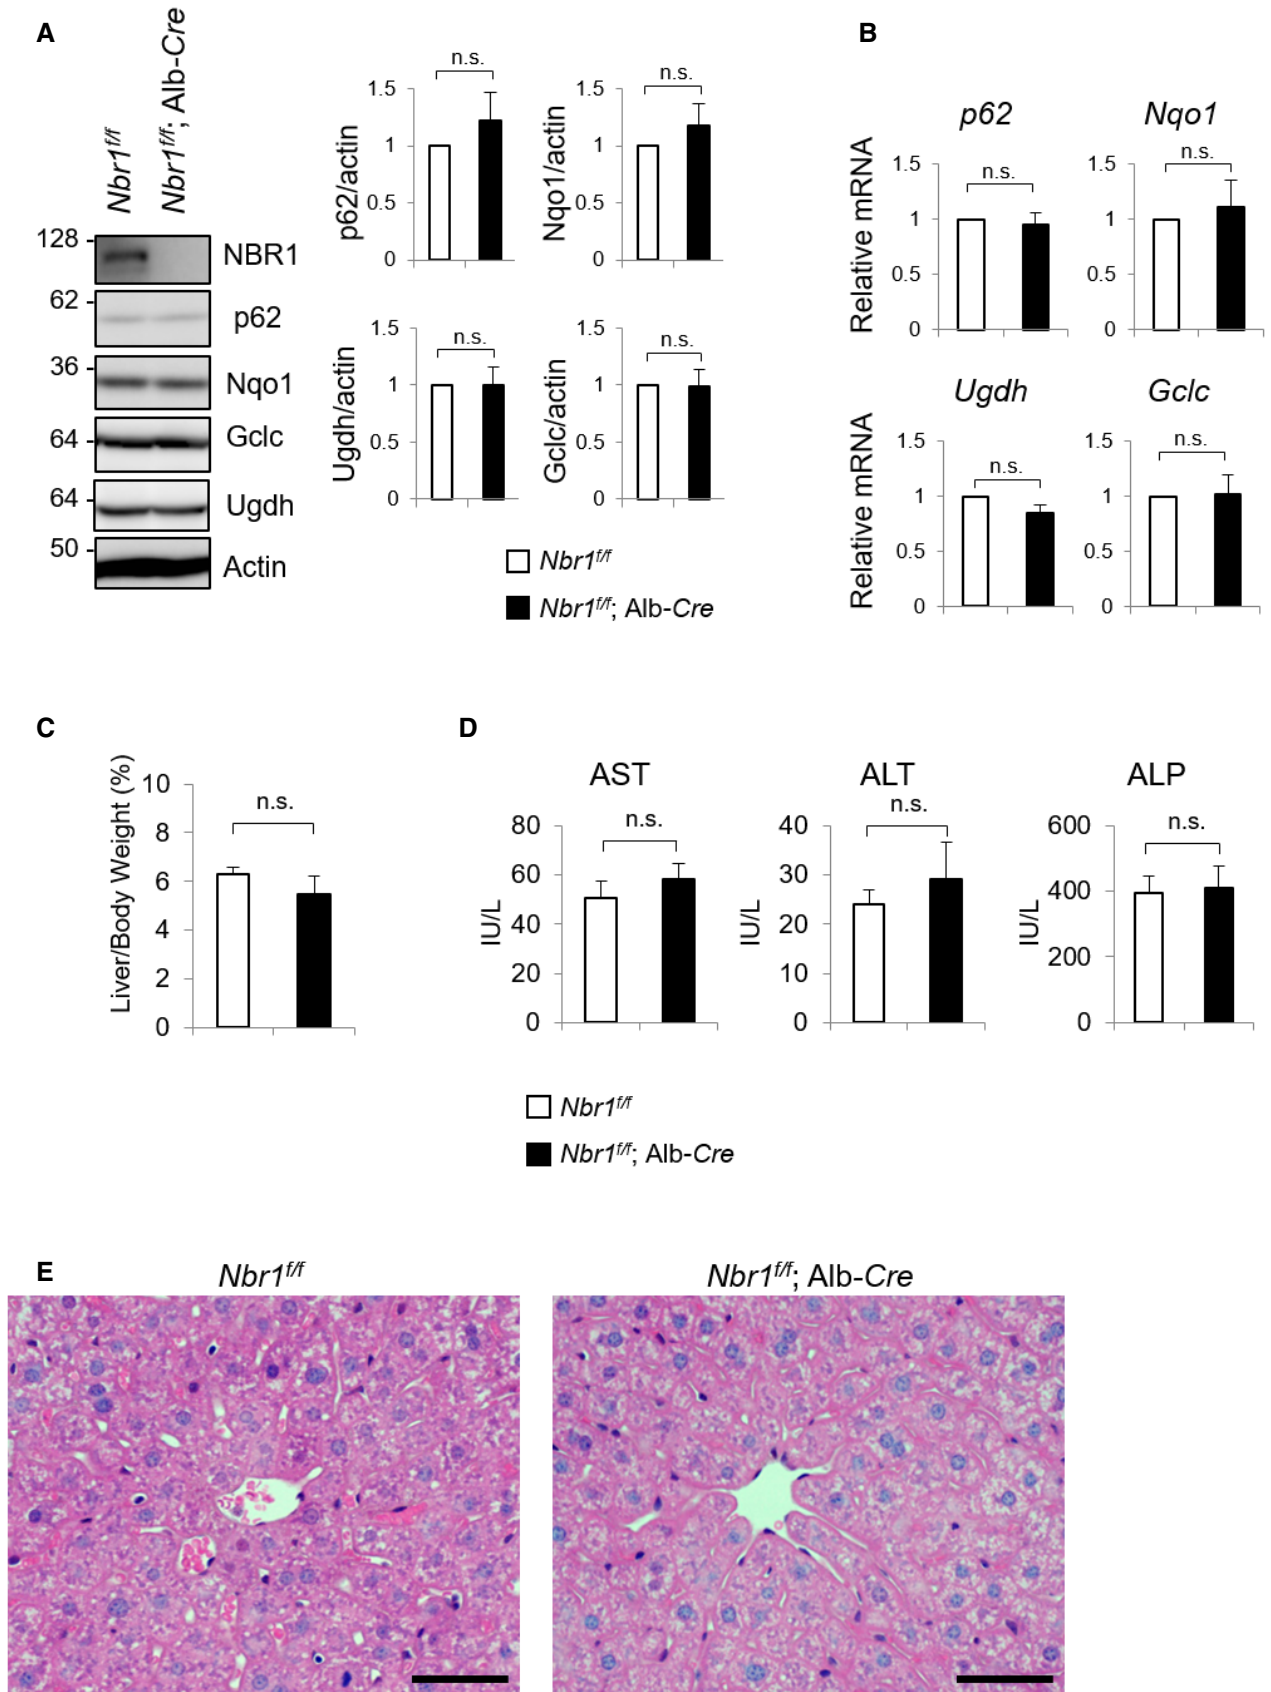 A
Nbr1f/f
Nbr1f/f; Alb-Cre
128
NBR1
62
p62
36
Nqo1
64
Gclc
64
Ugdh
50
Actin
n.s.
1.5
1
0.5
0
p62/actin
n.s.
1.5
1
0.5
0
Nqo1/actin
n.s.
1.5
1
0.5
0
Ugdh/actin
n.s.
1.5
1
0.5
0
Gclc/actin
Nbr1f/f
Nbr1f/f; Alb-Cre
B
p62
n.s.
1.5
1
0.5
0
Relative mRNA
Nqo1
n.s.
1.5
1
0.5
0
Ugdh
n.s.
1.5
1
0.5
0
Relative mRNA
Gclc
n.s.
1.5
1
0.5
0
C
n.s.
10
8
6
4
2
0
Liver/Body Weight (%)
D
AST
n.s.
80
60
40
20
0
IU/L
ALT
n.s.
40
30
20
10
0
IU/L
ALP
n.s.
600
400
200
0
IU/L
Nbr1f/f
Nbr1f/f; Alb-Cre
E
Nbr1f/f
Nbr1f/f; Alb-Cre